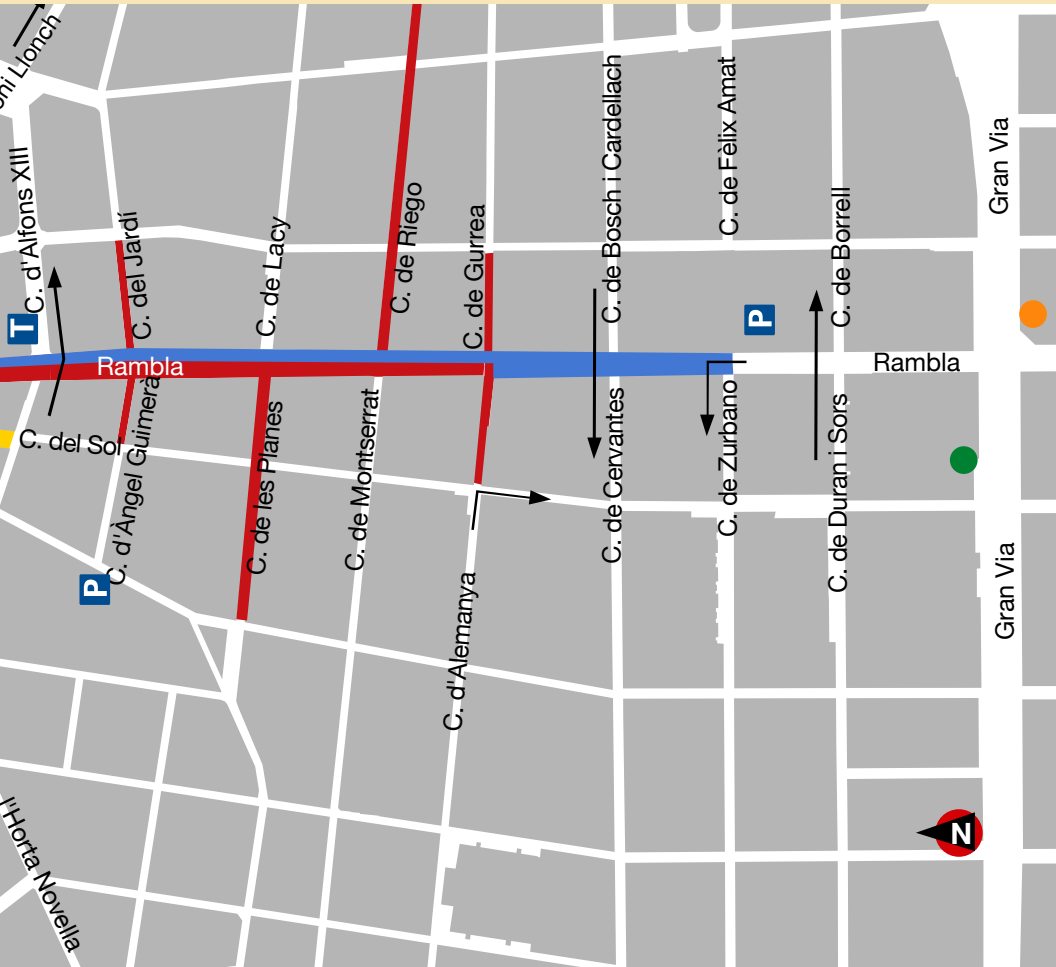 oni Llonch
C. d'Alfons XIII
T
C. del Jardí
C. de Lacy
C. de Riego
C. de Gurrea
C. de Bosch i Cardellach
C. de Fèlix Amat
P
C. de Borrell
Gran Via
Rambla
Rambla
C. del Sol
C. d'Àngel Guimerà
P
C. de les Planes
C. de Montserrat
C. d'Alemanya
C. de Cervantes
C. de Zurbano
C. de Duran i Sors
Gran Via
l'Horta Novella
N